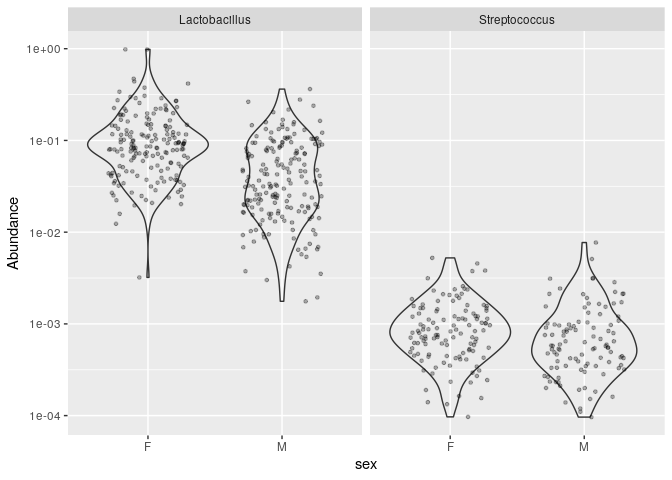 Lactobacillus
Streptococcus
Abundance
1e+00
1e-01
1e-02
1e-03
1e-04
F
M
F
M
sex